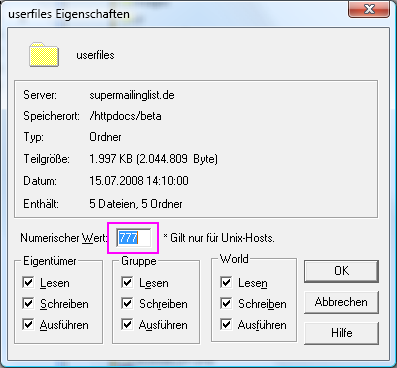 userfiles Eigenschaften
userfiles
Server: supermailinglist.de
Speicherort: /httpdocs/beta
Typ: Ordner
Teilgröße: 1.997 KB (2.044.809 Byte)
Datum: 15.07.2008 14:10:00
Enthält: 5 Dateien, 5 Ordner
Numerischer Wert: 777 * Gilt nur für Unix-Hosts.
Eigentümer Gruppe World
Lesen Lesen Lesen OK
Schreiben Schreiben Schreiben Abbrechen
Ausführen Ausführen Ausführen Hilfe